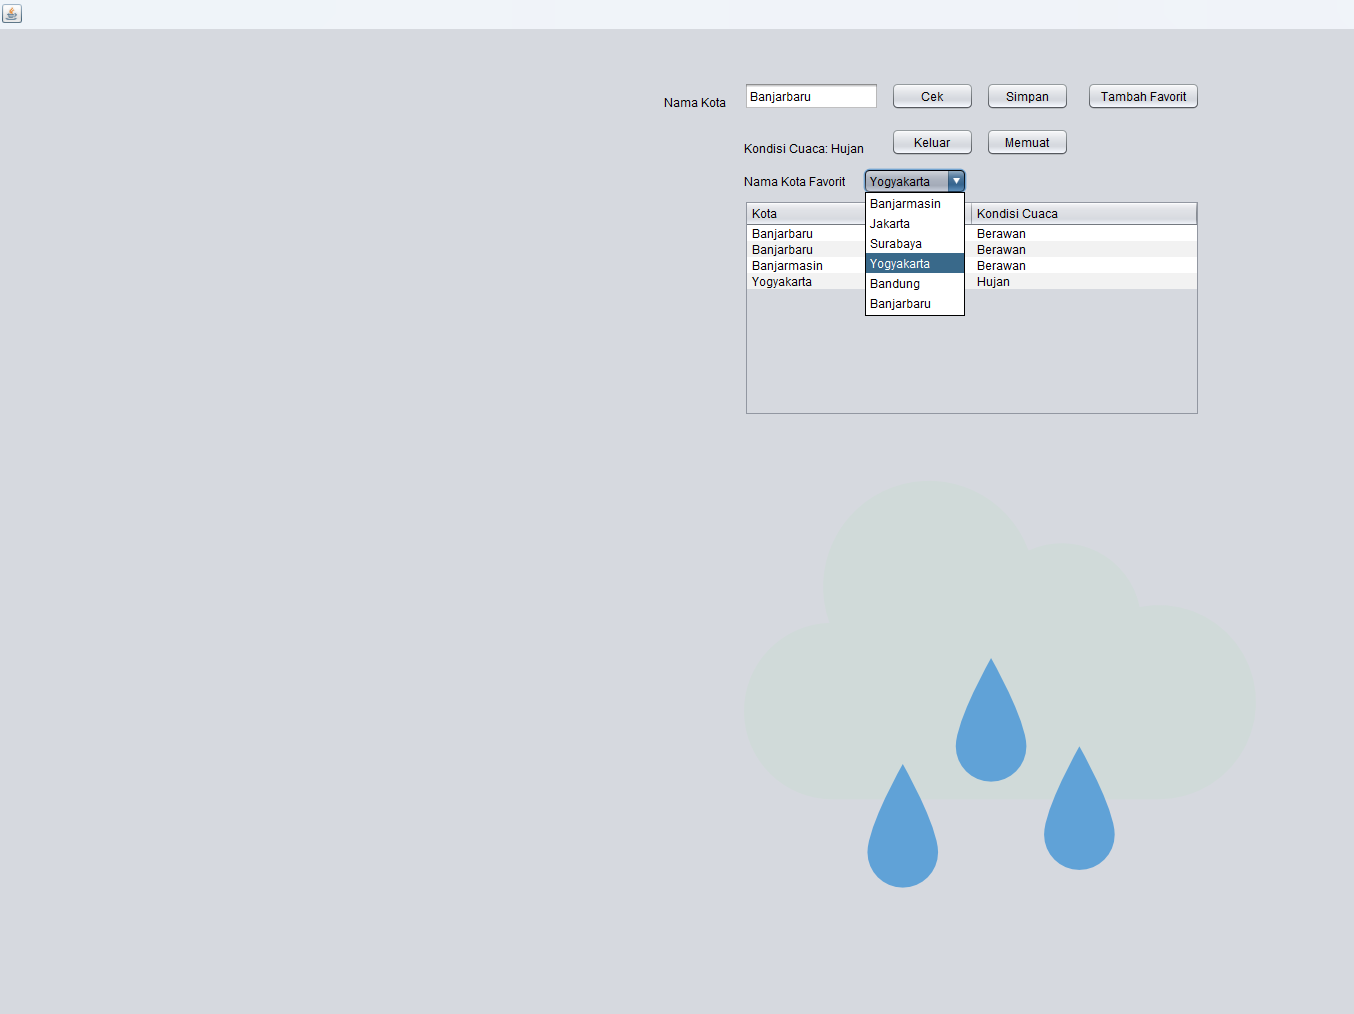 Nama Kota Banjarbaru Cek Simpan Tambah Favorit
Kondisi Cuaca: Hujan Keluar Memuat
Nama Kota Favorit Yogyakarta
Banjarmasin
Jakarta
Surabaya
Yogyakarta
Bandung
Banjarbaru
Kota Kondisi Cuaca
Banjarbaru Berawan
Banjarbaru Berawan
Banjarmasin Berawan
Yogyakarta Hujan